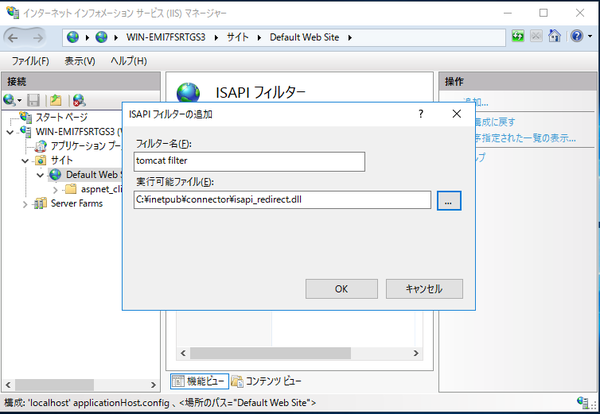 インターネット インフォメーション サービス (IIS) マネージャー
WIN-EMI7FSRTGS3 サイト Default Web Site
ファイル(F) 表示(V) ヘルプ(H)
接続
スタート ページ
WIN-EMI7FSRTGS3 (V
アプリケーション プー
サイト
Default Web S
aspnet_cli
Server Farms
ISAPI フィルター
ISAPI フィルターの追加
?
フィルター名(F):
tomcat filter
実行可能ファイル(E):
C:¥inetpub¥connector¥isapi_redirect.dll
...
OK キャンセル
操作
追加...
構成に戻す
序指定された一覧の表示...
ルプ
機能ビュー コンテンツ ビュー
構成: 'localhost' applicationHost.config 、<場所のパス="Default Web Site">